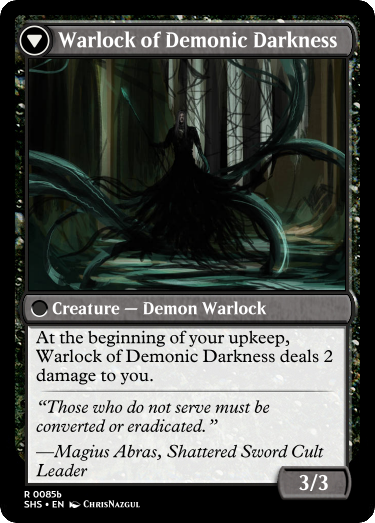 Warlock of Demonic Darkness
Creature — Demon Warlock
At the beginning of your upkeep,
Warlock of Demonic Darkness deals 2
damage to you.
“Those who do not serve must be
converted or eradicated.”
—Magius Abras, Shattered Sword Cult
Leader
3/3
R 0085b
SHS • EN ChrisNazgul